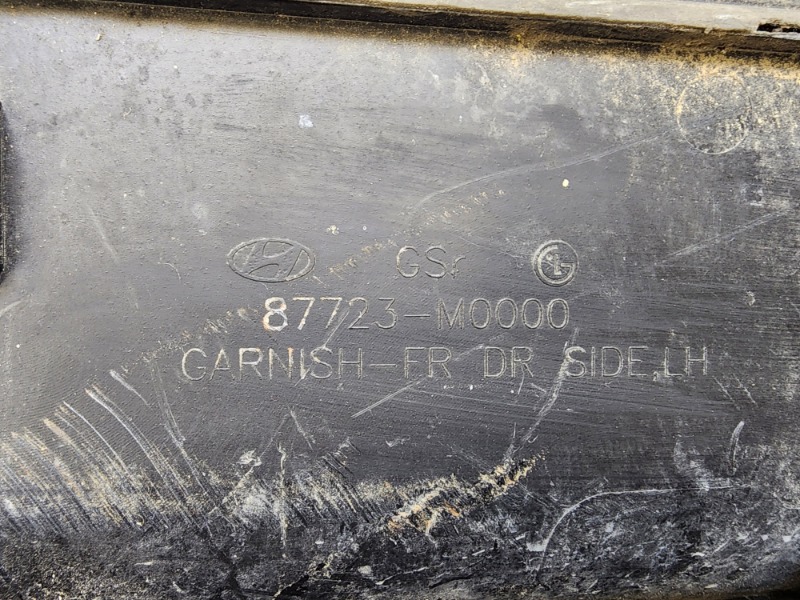 GSr
87723-M0000
GARNISH-FR DR SIDE,LH